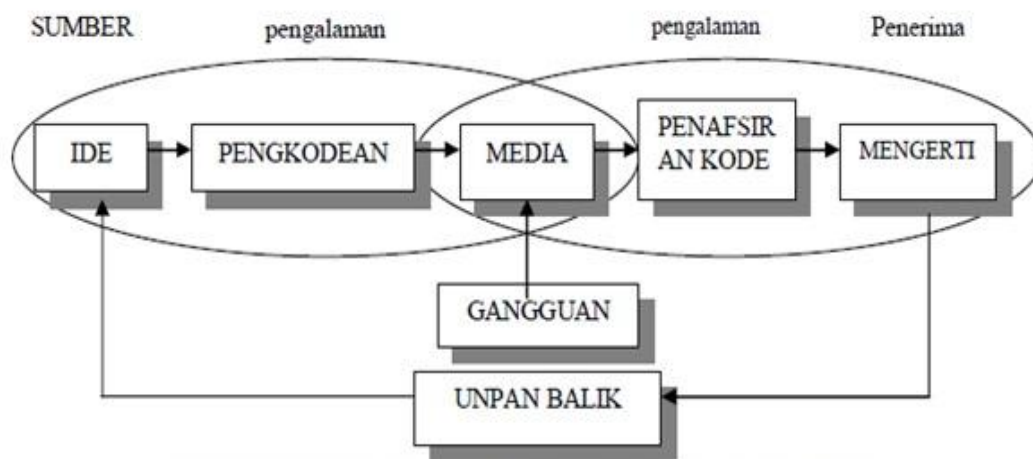 SUMBER
pengalaman
pengalaman
Penerima
IDE
PENGKODEAN
MEDIA
PENAFSIR
AN KODE
MENGERTI
GANGGUAN
UNPAN BALIK